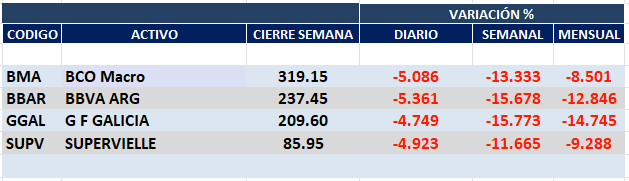 VARIACIÓN %
CODIGO ACTIVO CIERRE SEMANA DIARIO SEMANAL MENSUAL
BMA BCO Macro 319.15 -5.086 -13.333 -8.501
BBAR BBVA ARG 237.45 -5.361 -15.678 -12.846
GGAL G F GALICIA 209.60 -4.749 -15.773 -14.745
SUPV SUPERVIELLE 85.95 -4.923 -11.665 -9.288